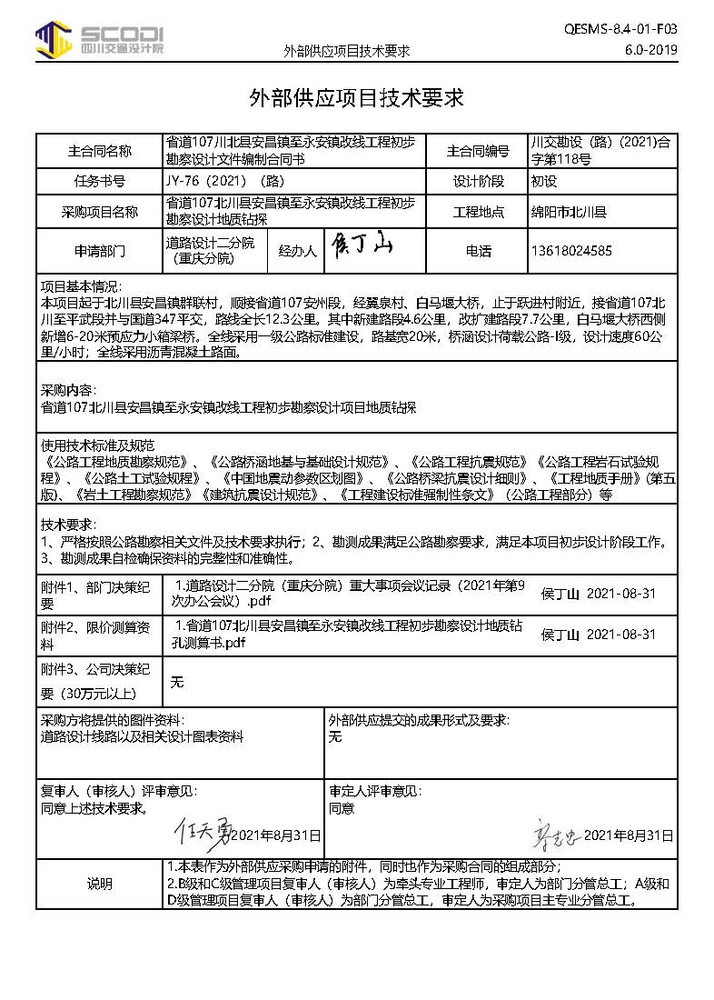 SCODI
四川交通设计院
外部供应项目技术要求
QESMS-8.4-01-F03
6.0-2019
外部供应项目技术要求
主合同名称
省道107川北县安昌镇至永安镇改线工程初步
勘察设计文件编制合同书
主合同编号
川交勘设（路）(2021)合
字第118号
任务书号
JY-76（2021）（路）
设计阶段
初设
采购项目名称
省道107北川县安昌镇至永安镇改线工程初步
勘察设计地质钻探
工程地点
绵阳市北川县
申请部门
道路设计二分院
（重庆分院）
经办人
侯丁山
电话
13618024585
项目基本情况：
本项目起于北川县安昌镇群联村，顺接省道107安州段，经翼泉村、白马堰大桥，止于跃进村附近，接省道107北
川至平武段并与国道347平交，路线全长12.3公里。其中新建路段4.6公里，改扩建路段7.7公里，白马堰大桥西侧
新增6-20米预应力小箱梁桥。全线采用一级公路标准建设，路基宽20米，桥涵设计荷载公路-I级，设计速度60公
里/小时；全线采用沥青混凝土路面。
采购内容：
省道107北川县安昌镇至永安镇改线工程初步勘察设计项目地质钻探
使用技术标准及规范
《公路工程地质勘察规范》、《公路桥涵地基与基础设计规范》、《公路工程抗震规范》《公路工程岩石试验规
程》、《公路土工试验规程》、《中国地震动参数区划图》、《公路桥梁抗震设计细则》、《工程地质手册》(第五
版)、《岩土工程勘察规范》《建筑抗震设计规范》、《工程建设标准强制性条文》（公路工程部分）等
技术要求：
1、严格按照公路勘察相关文件及技术要求执行；2、勘测成果满足公路勘察要求，满足本项目初步设计阶段工作。
3、勘测成果自检确保资料的完整性和准确性。
附件1、部门决策纪
要
1.道路设计二分院（重庆分院）重大事项会议记录（2021年第9
次办公会议）.pdf
侯丁山 2021-08-31
附件2、限价测算资
料
1.省道107北川县安昌镇至永安镇改线工程初步勘察设计地质钻
孔测算书.pdf
侯丁山 2021-08-31
附件3、公司决策纪
要（30万元以上）
无
采购方将提供的图件资料：
道路设计线路以及相关设计图表资料
外部供应提交的成果形式及要求：
无
复审人（审核人）评审意见：
同意上述技术要求。
任天勇 2021年8月31日
审定人评审意见：
同意
2021年8月31日
说明
1.本表作为外部供应采购申请的附件，同时也作为采购合同的组成部分；
2.B级和C级管理项目复审人（审核人）为牵头专业工程师，审定人为部门分管总工；A级和
D级管理项目复审人（审核人）为部门分管总工，审定人为采购项目主专业分管总工。